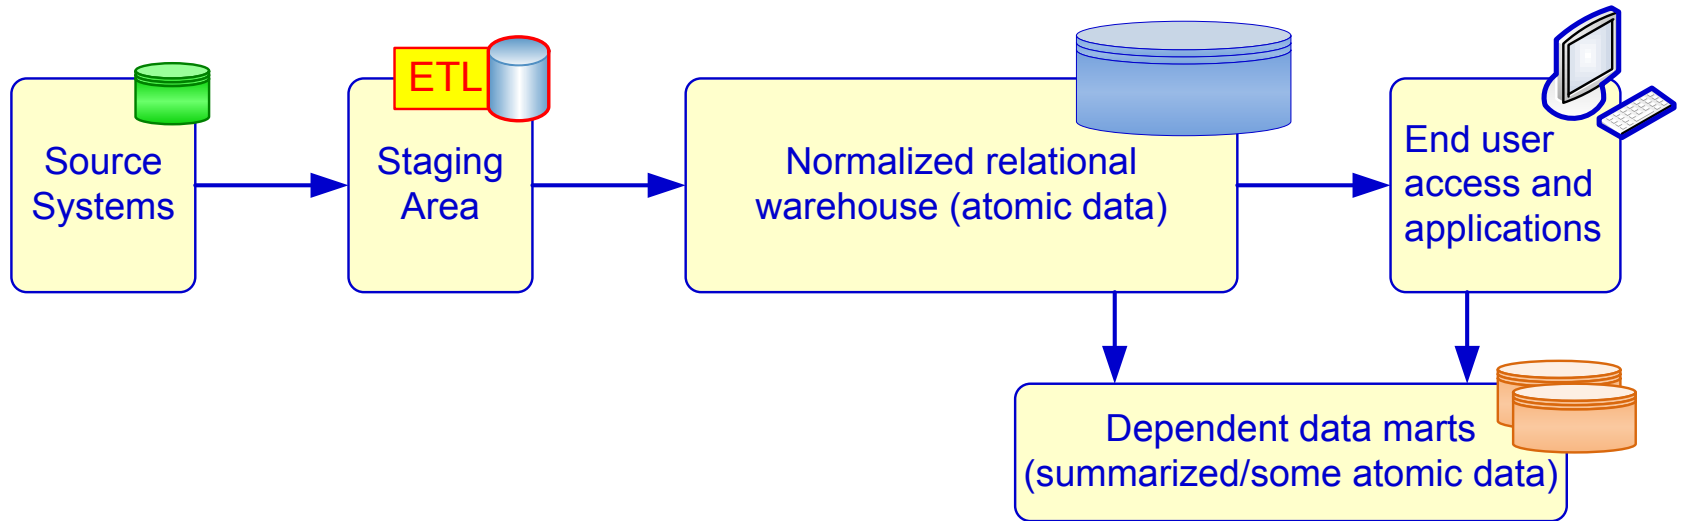 Source
Systems
ETL
Staging
Area
Normalized relational
warehouse (atomic data)
End user
access and
applications
Dependent data marts
(summarized/some atomic data)